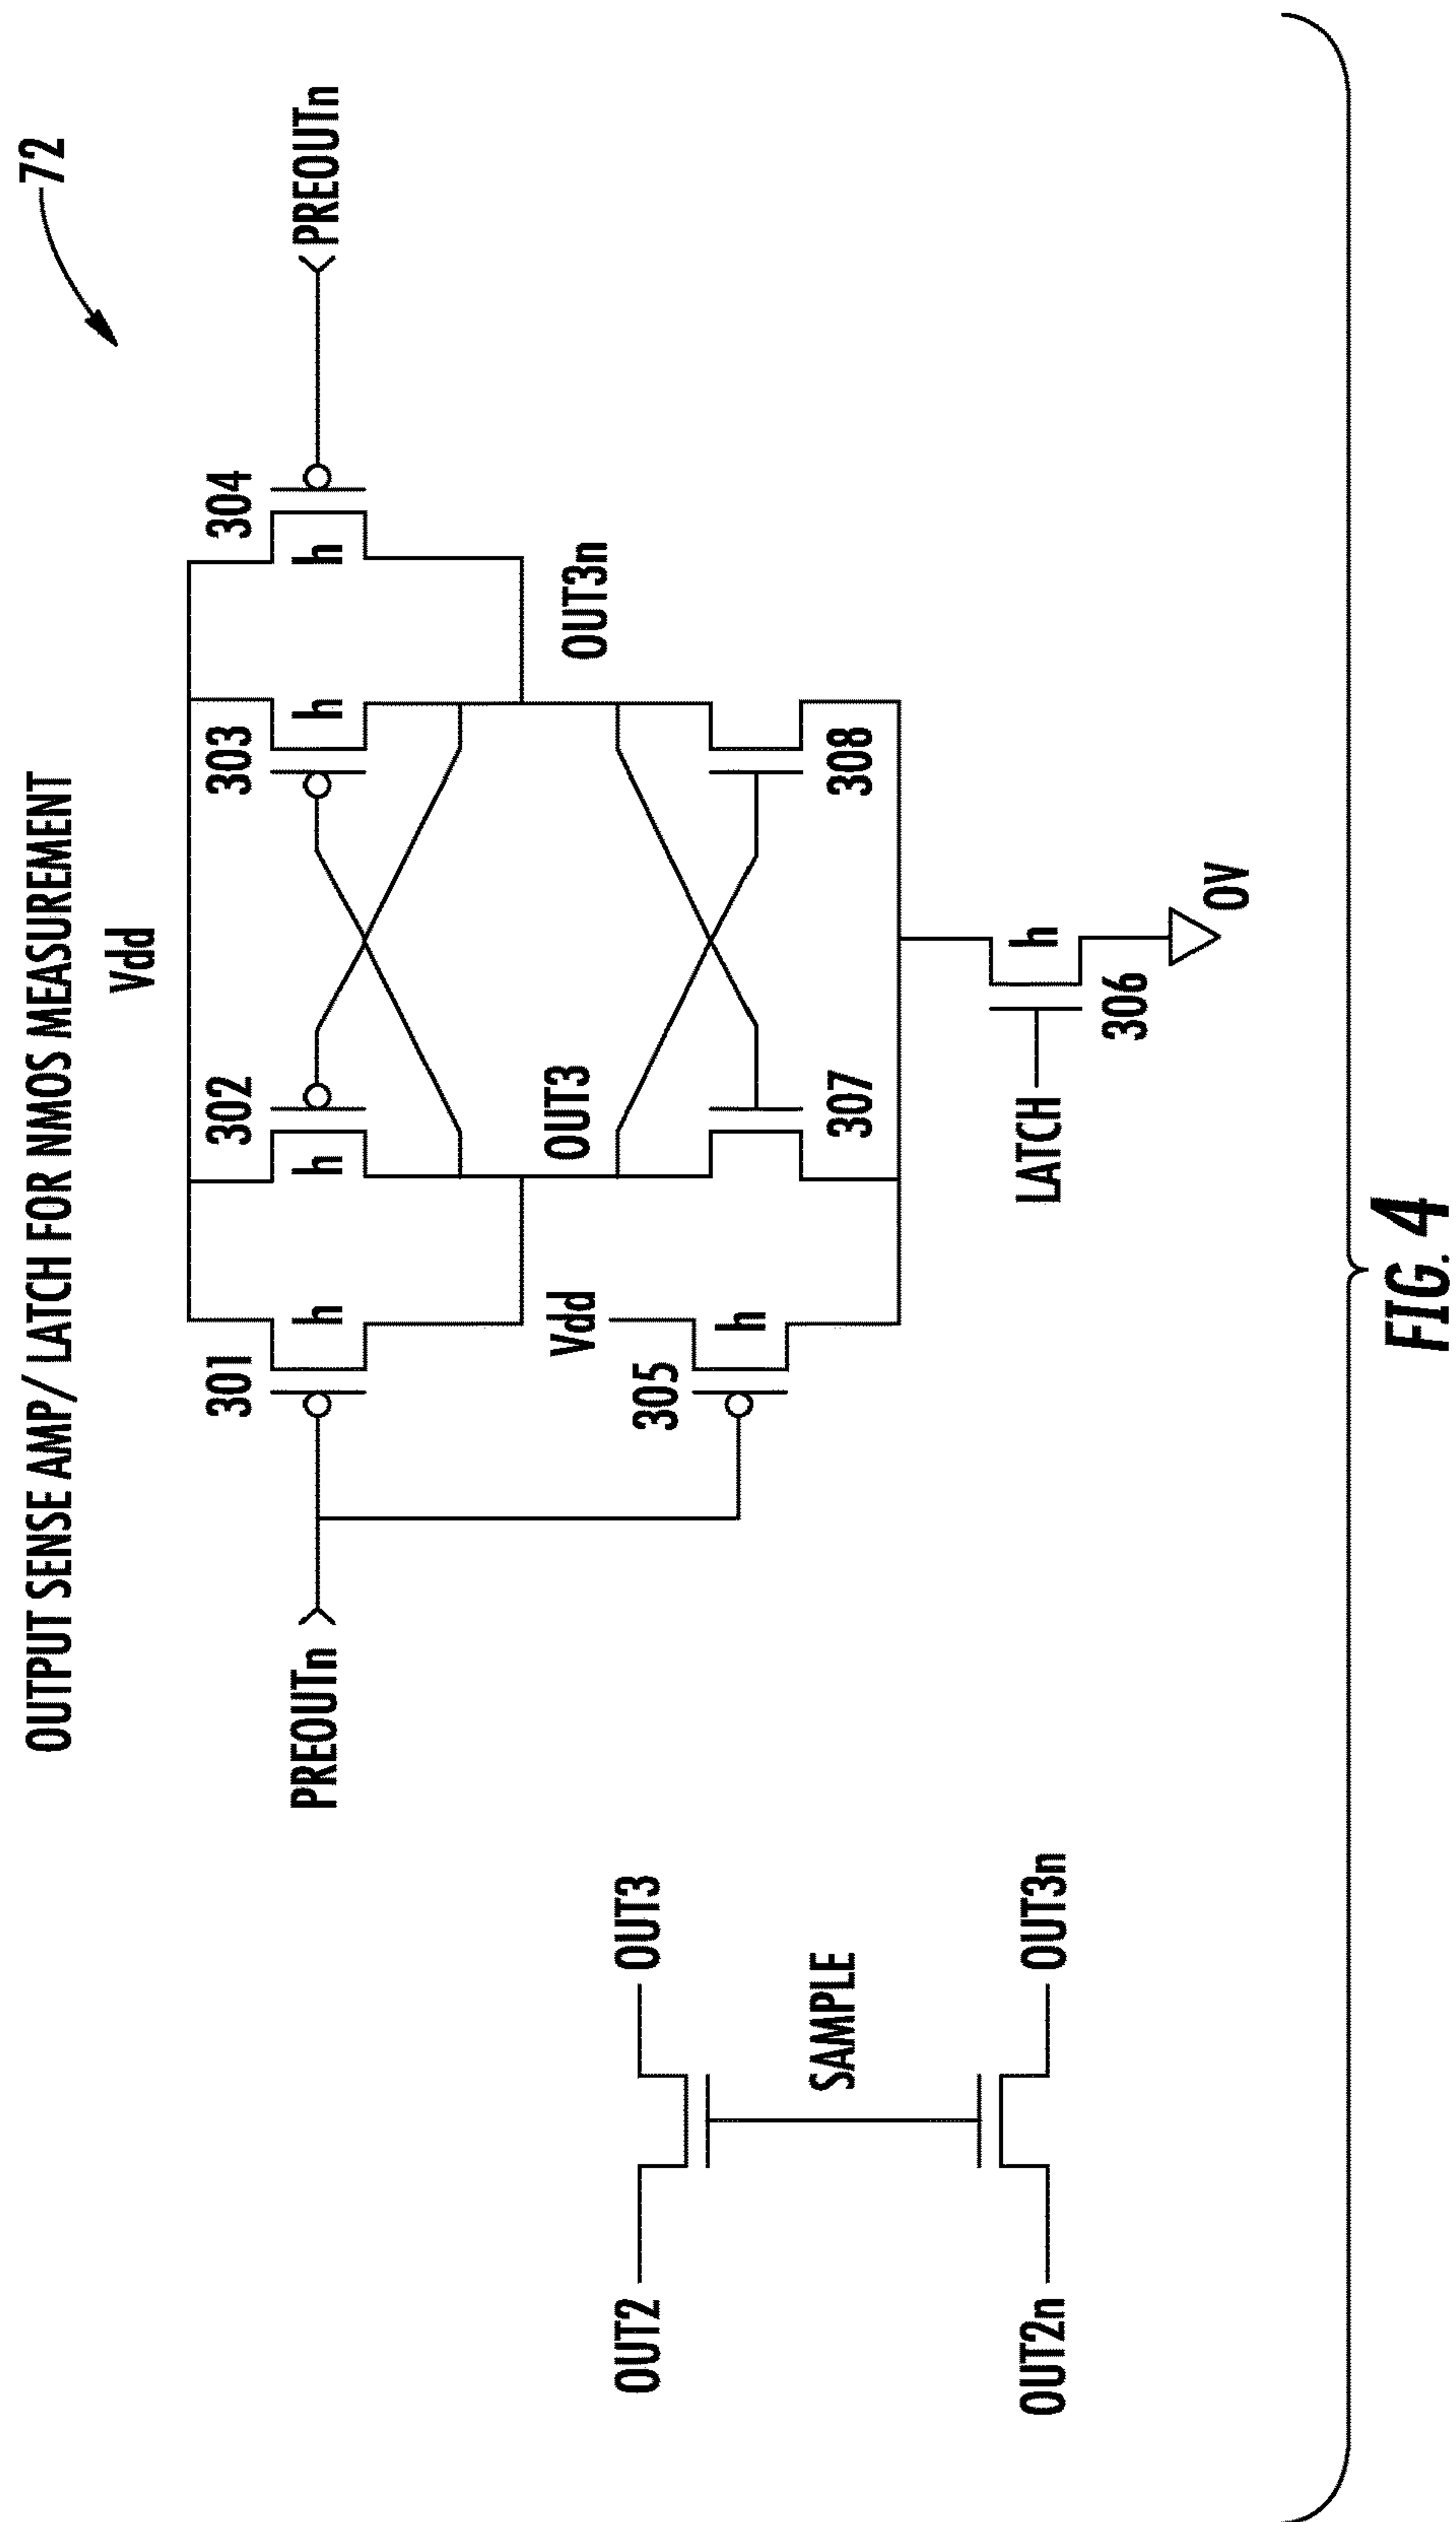 OUTPUT SENSE AMP/ LATCH FOR NMOS MEASUREMENT
72
Vdd
301
302
303
304
h
h
h
h
PREOUTn
PREOUTn
OUT2
OUT3
Vdd
OUT3
OUT3n
305
h
307
308
SAMPLE
OUT2n
OUT3n
LATCH
h
306
0V
FIG. 4